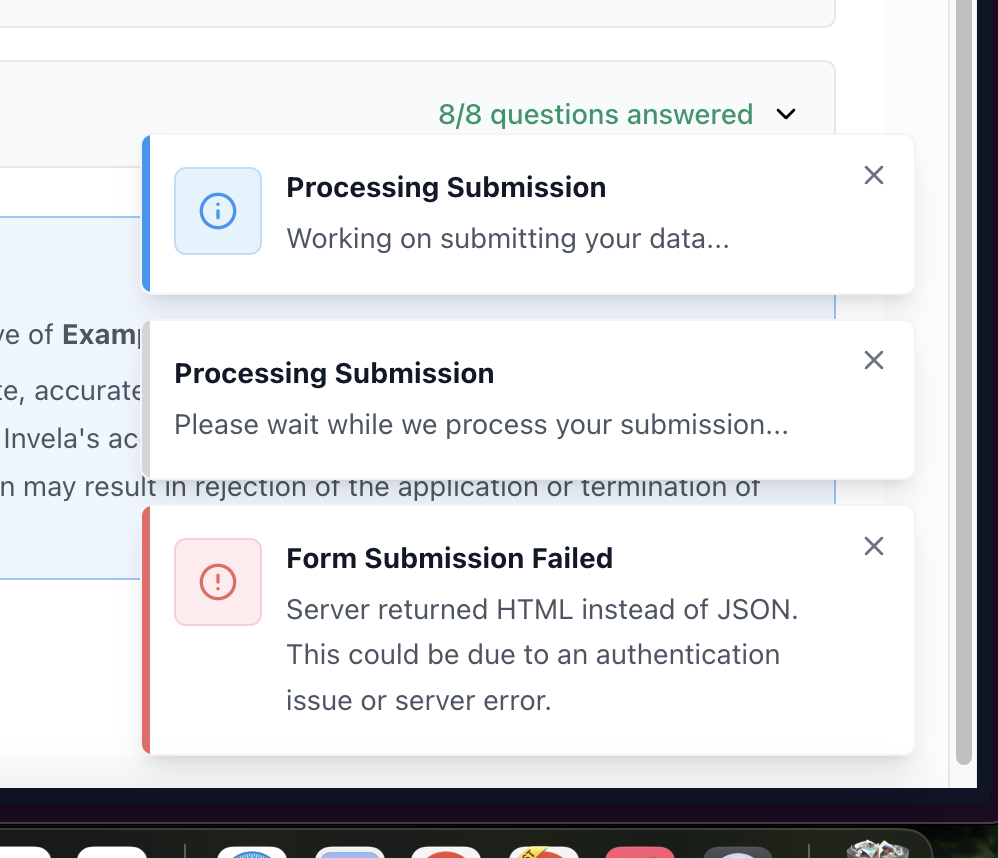 8/8 questions answered
Processing Submission
Working on submitting your data...
ve of Examp
Processing Submission
te, accurate
Please wait while we process your submission...
Invela's ac
n may result in rejection of the application or termination of
Form Submission Failed
Server returned HTML instead of JSON.
This could be due to an authentication
issue or server error.